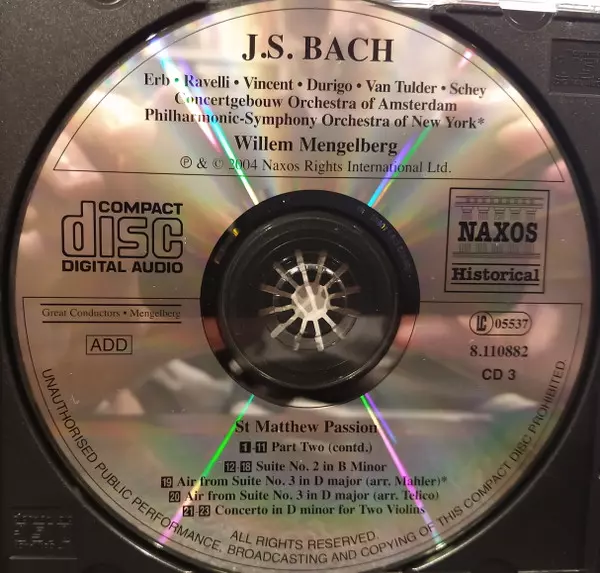 J.S. BACH
Erb • Ravelli • Vincent • Durigo • Van Tulder • Schey
Concertgebouw Orchestra of Amsterdam
Philharmonic-Symphony Orchestra of New York*
Willem Mengelberg
℗ & © 2004 Naxos Rights International Ltd.
COMPACT
disc
DIGITAL AUDIO
NAXOS
Historical
Great Conductors • Mengelberg
ADD
LC 05537
8.110882
CD 3
St Matthew Passion
1-11 Part Two (contd.)
12-18 Suite No. 2 in B Minor
19 Air from Suite No. 3 in D major (arr. Mahler)*
20 Air from Suite No. 3 in D major (arr. Telico)
21-23 Concerto in D minor for Two Violins
ALL RIGHTS RESERVED.
UNAUTHORISED PUBLIC PERFORMANCE, BROADCASTING AND COPYING OF THIS COMPACT DISC PROHIBITED.